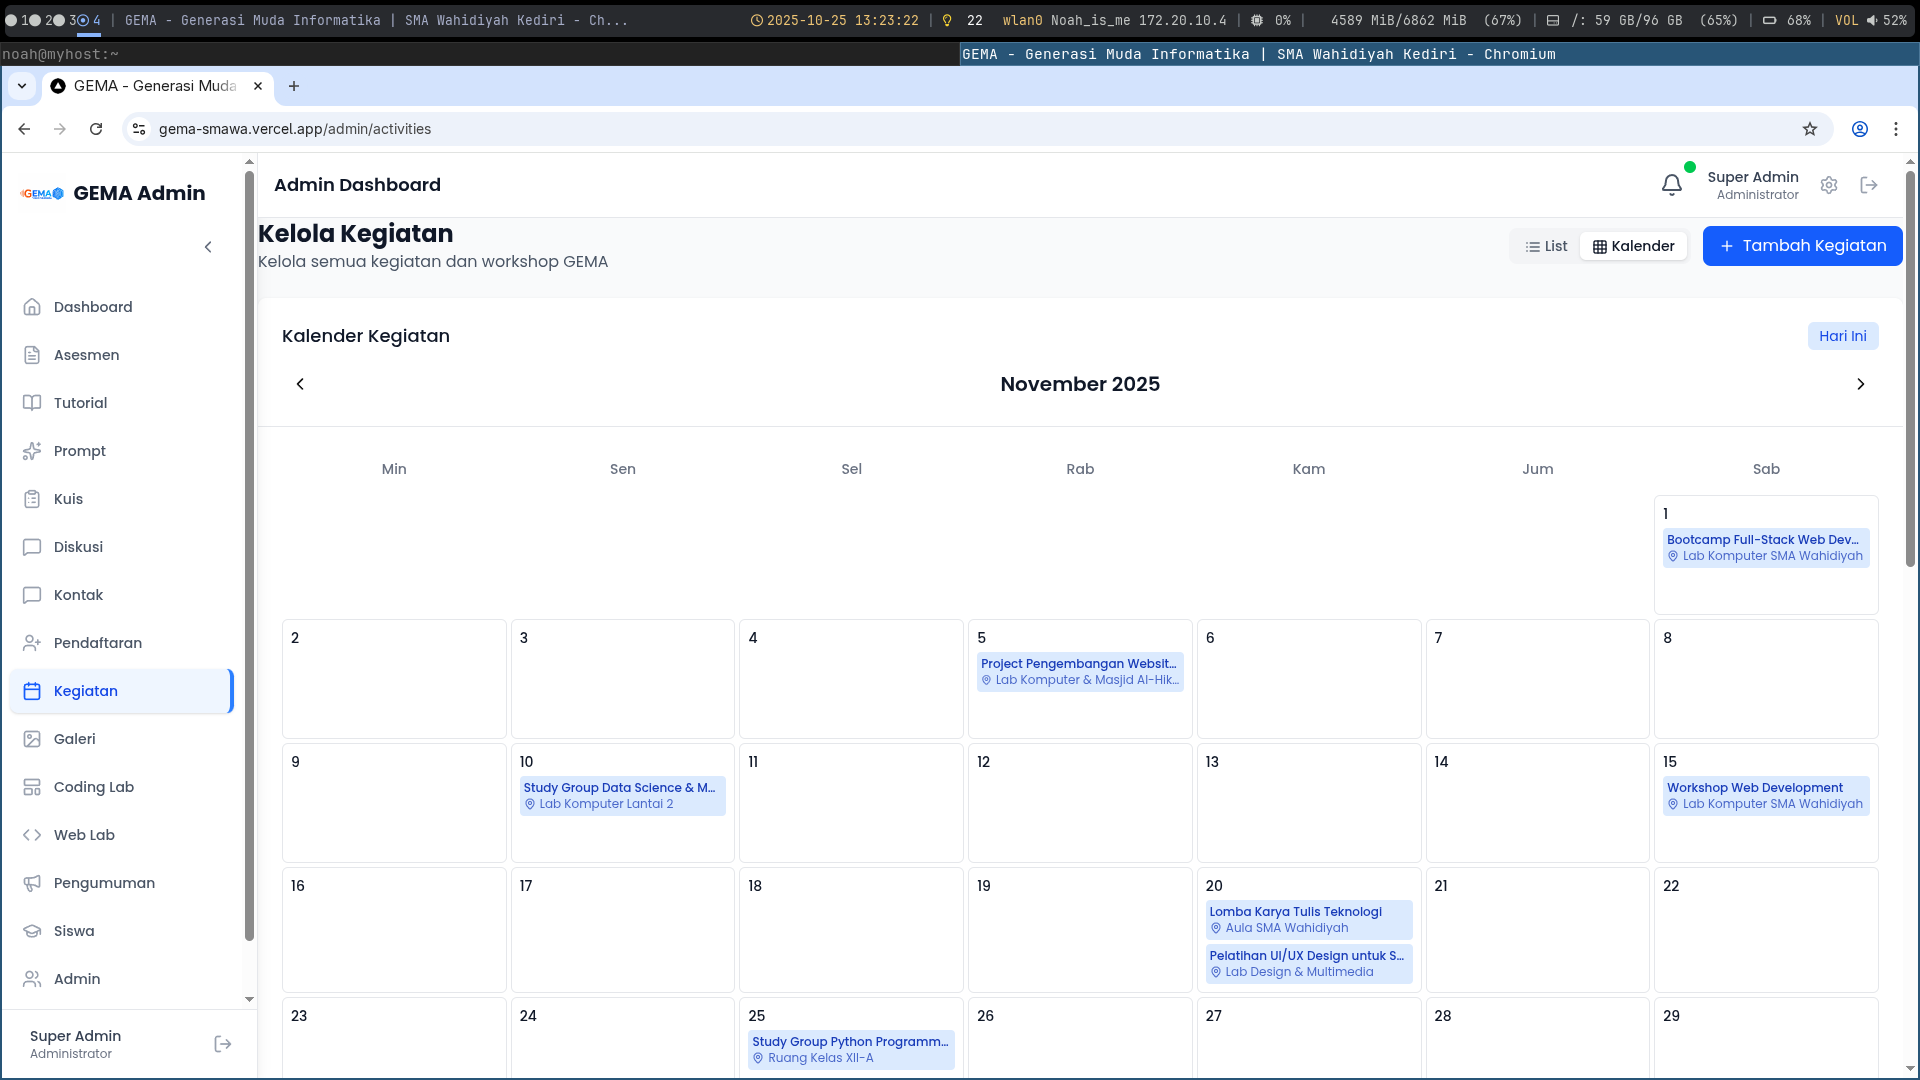 1 2 3 4 | GEMA - Generasi Muda Informatika | SMA Wahidiyah Kediri - Ch... 2025-10-25 13:23:22 | 22 wlan0 Noah_is_me 172.20.10.4 | 0% | 4589 MiB/6862 MiB (67%) | /: 59 GB/96 GB (65%) | 68% | VOL 52%
noah@myhost:~
GEMA - Generasi Muda Informatika | SMA Wahidiyah Kediri - Chromium
GEMA - Generasi Muda
gema-smawa.vercel.app/admin/activities
GEMA
GEMA Admin
Dashboard
Asesmen
Tutorial
Prompt
Kuis
Diskusi
Kontak
Pendaftaran
Kegiatan
Galeri
Coding Lab
Web Lab
Pengumuman
Siswa
Admin
Super Admin
Administrator
Admin Dashboard
Super Admin
Administrator
Kelola Kegiatan
Kelola semua kegiatan dan workshop GEMA
List
Kalender
+ Tambah Kegiatan
Kalender Kegiatan
Hari Ini
November 2025
Min Sen Sel Rab Kam Jum Sab
1
Bootcamp Full-Stack Web Dev...
Lab Komputer SMA Wahidiyah
2 3 4 5 6 7 8
Project Pengembangan Websit...
Lab Komputer & Masjid Al-Hik...
9 10 11 12 13 14 15
Study Group Data Science & M...
Lab Komputer Lantai 2
Workshop Web Development
Lab Komputer SMA Wahidiyah
16 17 18 19 20 21 22
Lomba Karya Tulis Teknologi
Aula SMA Wahidiyah
Pelatihan UI/UX Design untuk S...
Lab Design & Multimedia
23 24 25 26 27 28 29
Study Group Python Programm...
Ruang Kelas XII-A